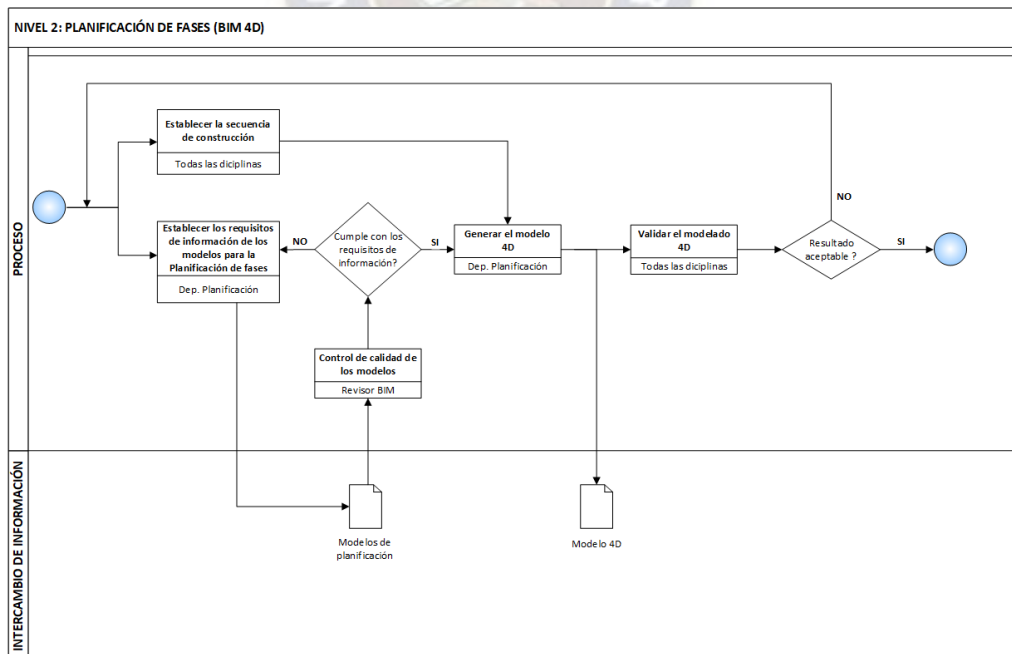 NIVEL 2: PLANIFICACIÓN DE FASES (BIM 4D)
PROCESO
Establecer la secuencia
de construcción
Todas las diciplinas
Establecer los requisitos
de información de los
modelos para la
Planificación de fases
Dep. Planificación
NO
Cumple con los
requisitos de
información?
SI
Generar el modelo
4D
Dep. Planificación
Validar el modelado
4D
Todas las diciplinas
NO
Resultado
aceptable ?
SI
Control de calidad de
los modelos
Revisor BIM
INTERCAMBIO DE INFORMACIÓN
Modelos de
planificación
Modelo 4D